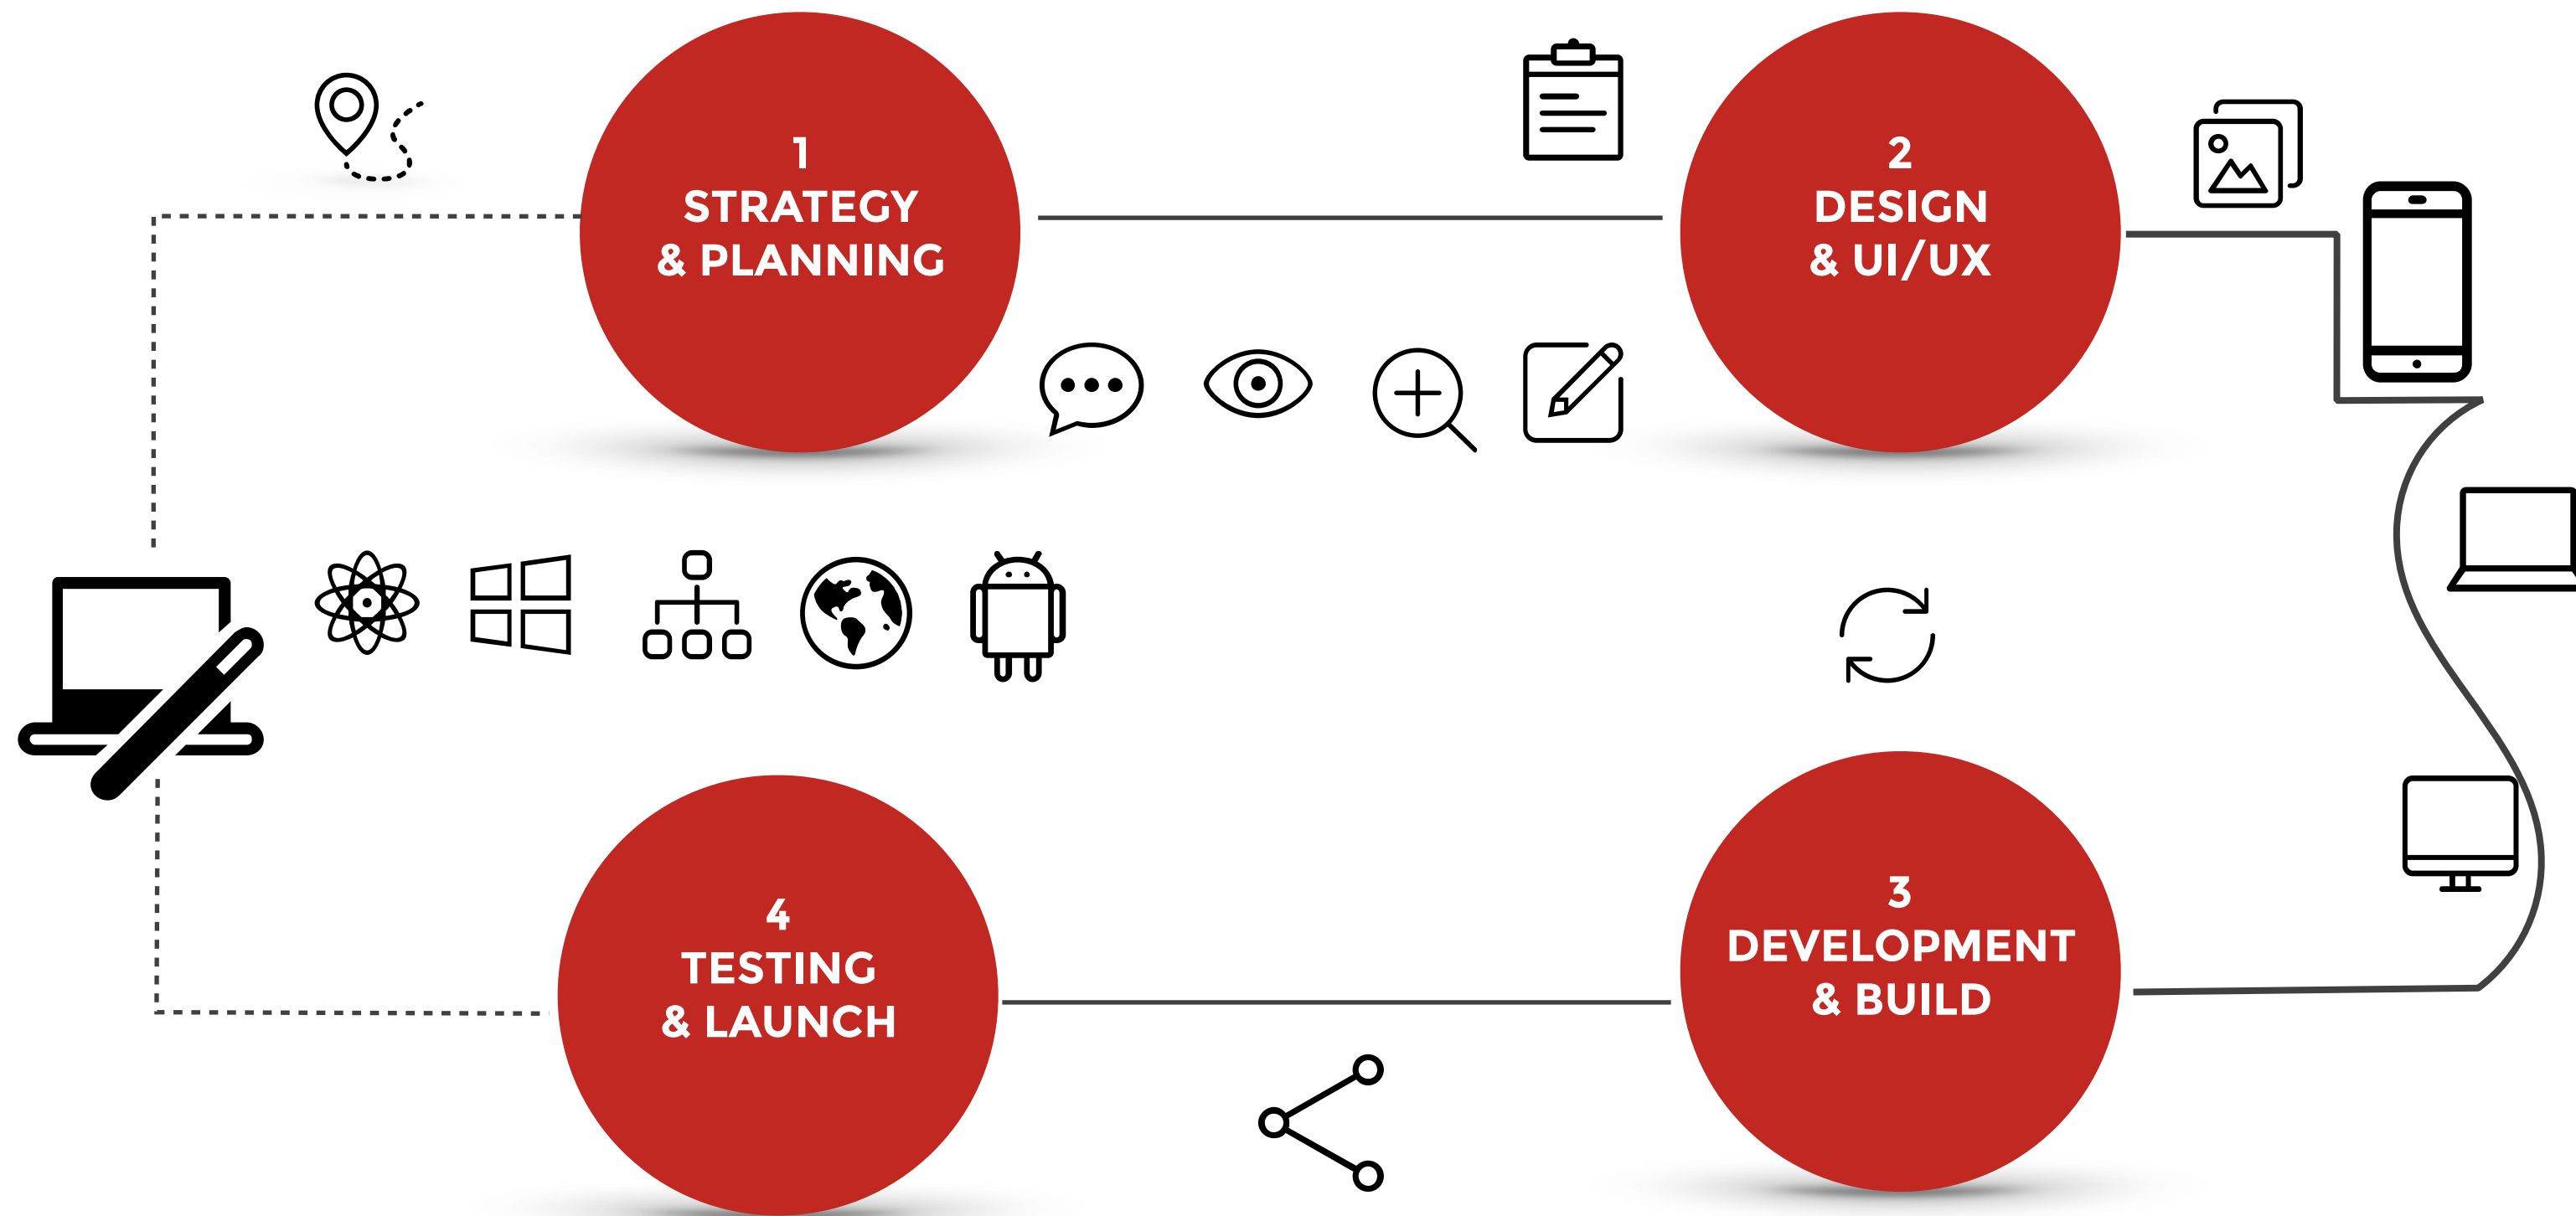 1
STRATEGY
& PLANNING
2
DESIGN
& UI/UX
3
DEVELOPMENT
& BUILD
4
TESTING
& LAUNCH